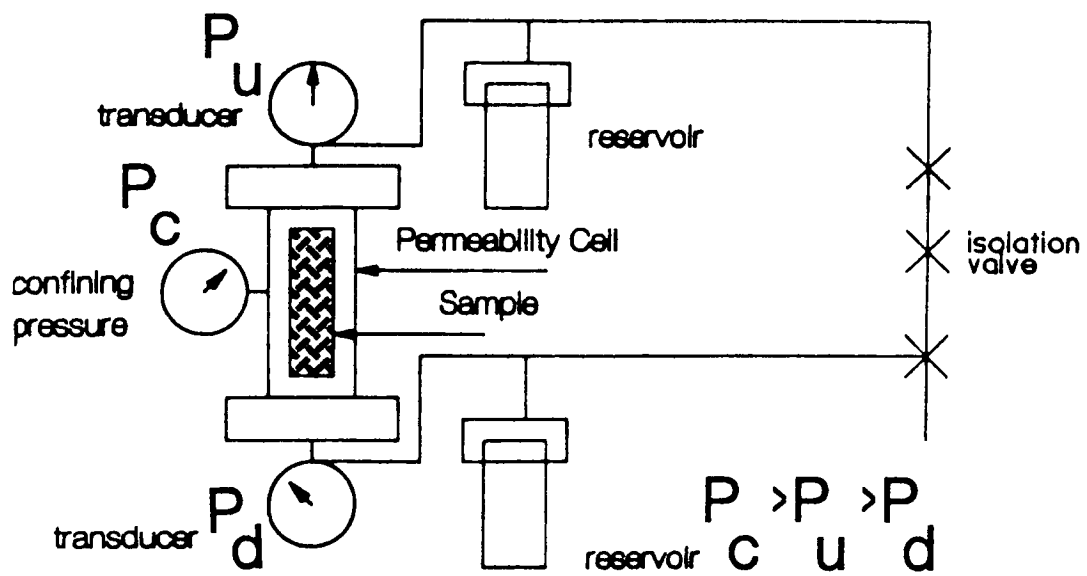 P
u
transducer
reservoir
P
c
Permeability Cell
isolation
valve
confining
pressure
Sample
P
d
transducer
reservoir
P > P > P
c u d